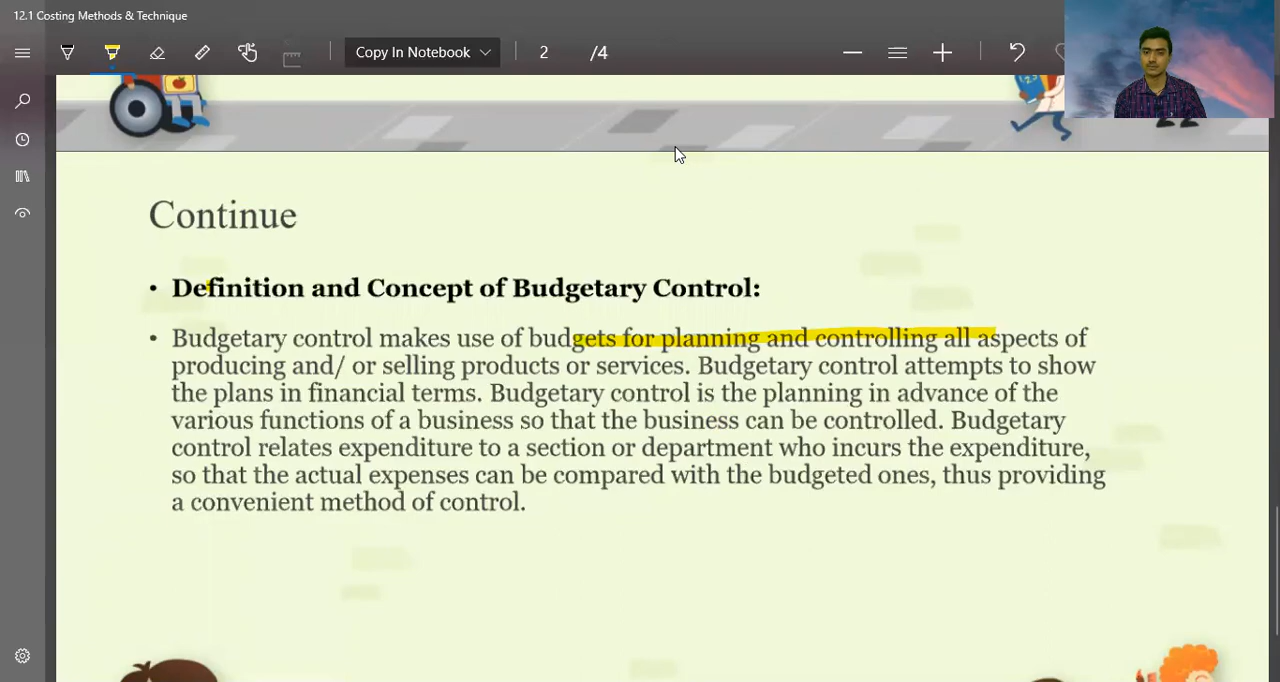 12.1 Costing Methods & Technique
Copy In Notebook
2
/4
Continue
• Definition and Concept of Budgetary Control:
• Budgetary control makes use of budgets for planning and controlling all aspects of
producing and/ or selling products or services. Budgetary control attempts to show
the plans in financial terms. Budgetary control is the planning in advance of the
various functions of a business so that the business can be controlled. Budgetary
control relates expenditure to a section or department who incurs the expenditure,
so that the actual expenses can be compared with the budgeted ones, thus providing
a convenient method of control.